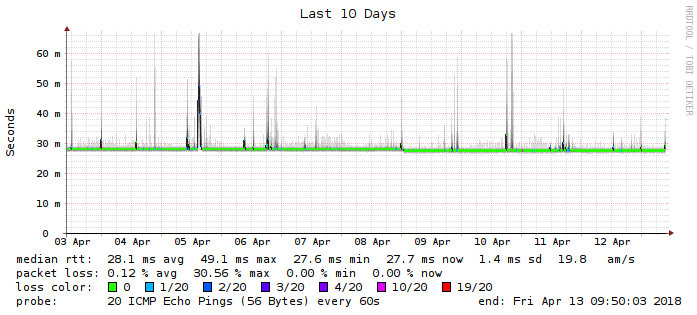 Last 10 Days
RRDTOOL / TOBI OETIKER
Seconds
60 m
50 m
40 m
30 m
20 m
10 m
0
03 Apr 04 Apr 05 Apr 06 Apr 07 Apr 08 Apr 09 Apr 10 Apr 11 Apr 12 Apr
median rtt: 28.1 ms avg 49.1 ms max 27.6 ms min 27.7 ms now 1.4 ms sd 19.8 am/s
packet loss: 0.12 % avg 30.56 % max 0.00 % min 0.00 % now
loss color: 0 1/20 2/20 3/20 4/20 10/20 19/20
probe: 20 ICMP Echo Pings (56 Bytes) every 60s end: Fri Apr 13 09:50:03 2018